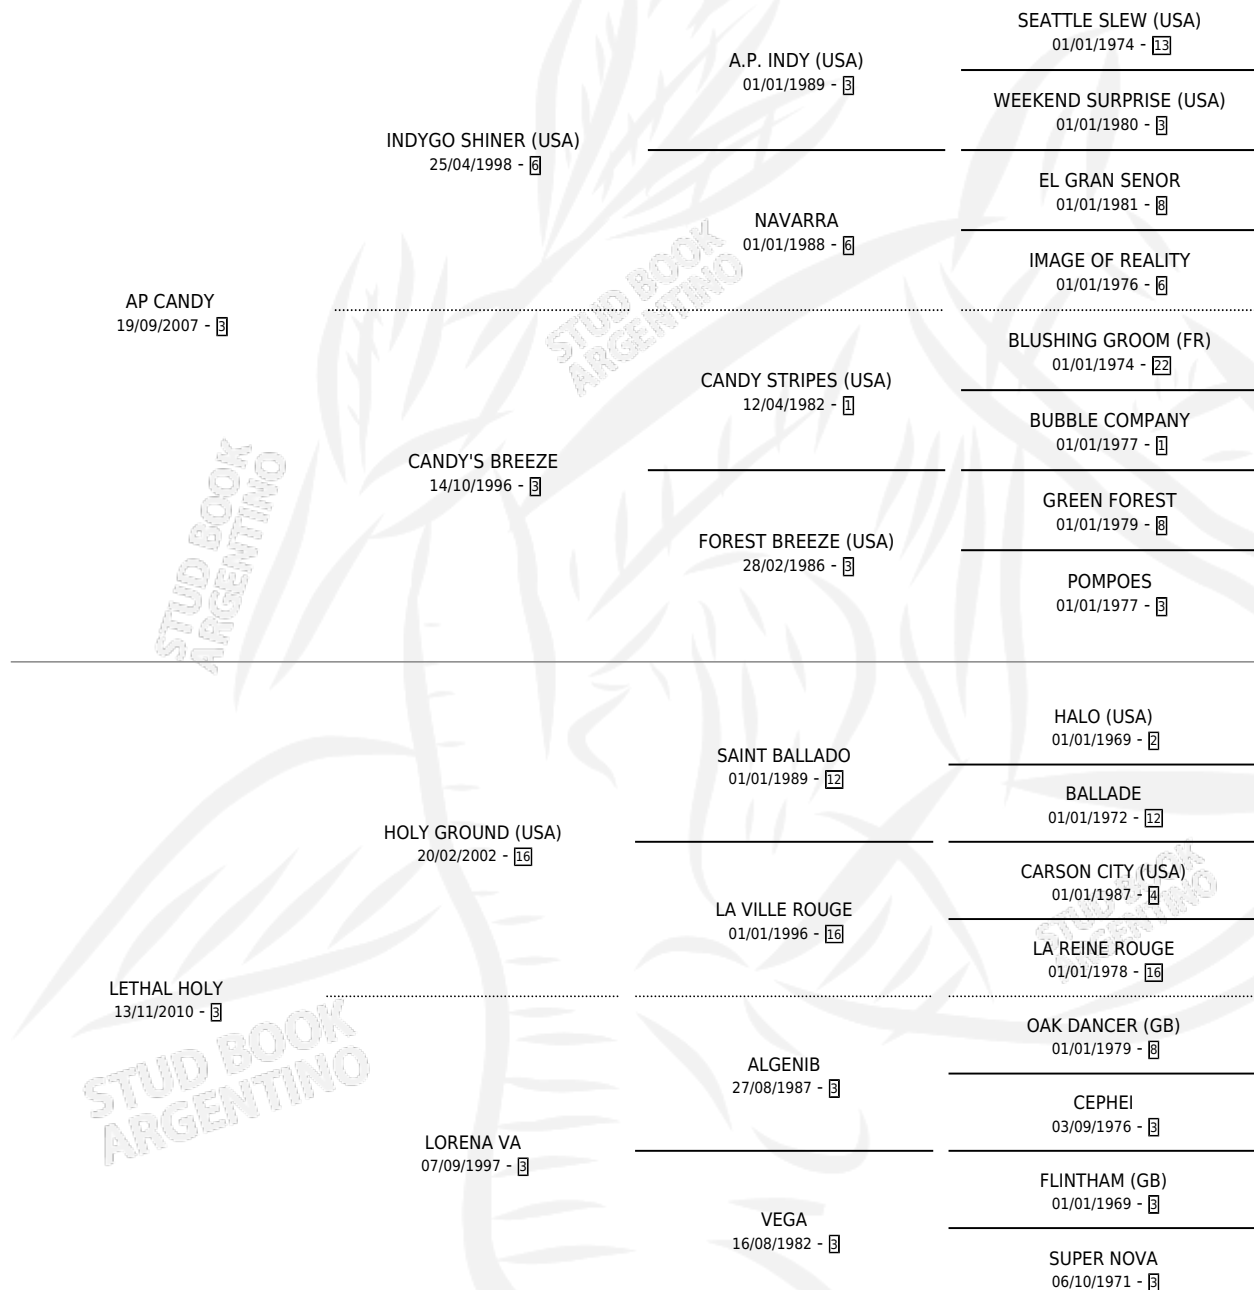 SEATTLE SLEW (USA)
01/01/1974 - 13
A.P. INDY (USA)
01/01/1989 - 3
WEEKEND SURPRISE (USA)
01/01/1980 - 3
INDYGO SHINER (USA)
25/04/1998 - 6
EL GRAN SENOR
01/01/1981 - 8
NAVARRA
01/01/1988 - 6
IMAGE OF REALITY
01/01/1976 - 6
AP CANDY
19/09/2007 - 3
BLUSHING GROOM (FR)
01/01/1974 - 22
CANDY STRIPES (USA)
12/04/1982 - 1
BUBBLE COMPANY
01/01/1977 - 1
CANDY'S BREEZE
14/10/1996 - 3
GREEN FOREST
01/01/1979 - 8
FOREST BREEZE (USA)
28/02/1986 - 3
POMPOES
01/01/1977 - 3
HALO (USA)
01/01/1969 - 2
SAINT BALLADO
01/01/1989 - 12
BALLADE
01/01/1972 - 12
HOLY GROUND (USA)
20/02/2002 - 16
CARSON CITY (USA)
01/01/1987 - 4
LA VILLE ROUGE
01/01/1996 - 16
LA REINE ROUGE
01/01/1978 - 16
LETHAL HOLY
13/11/2010 - 3
OAK DANCER (GB)
01/01/1979 - 8
ALGENIB
27/08/1987 - 3
CEPHEI
03/09/1976 - 3
LORENA VA
07/09/1997 - 3
FLINTHAM (GB)
01/01/1969 - 3
VEGA
16/08/1982 - 3
SUPER NOVA
06/10/1971 - 3
STUD BOOK
ARGENTINO
STUD BOOK
ARGENTINO
STUD BOOK
ARGENTINO
STUD BOOK
ARGENTINO